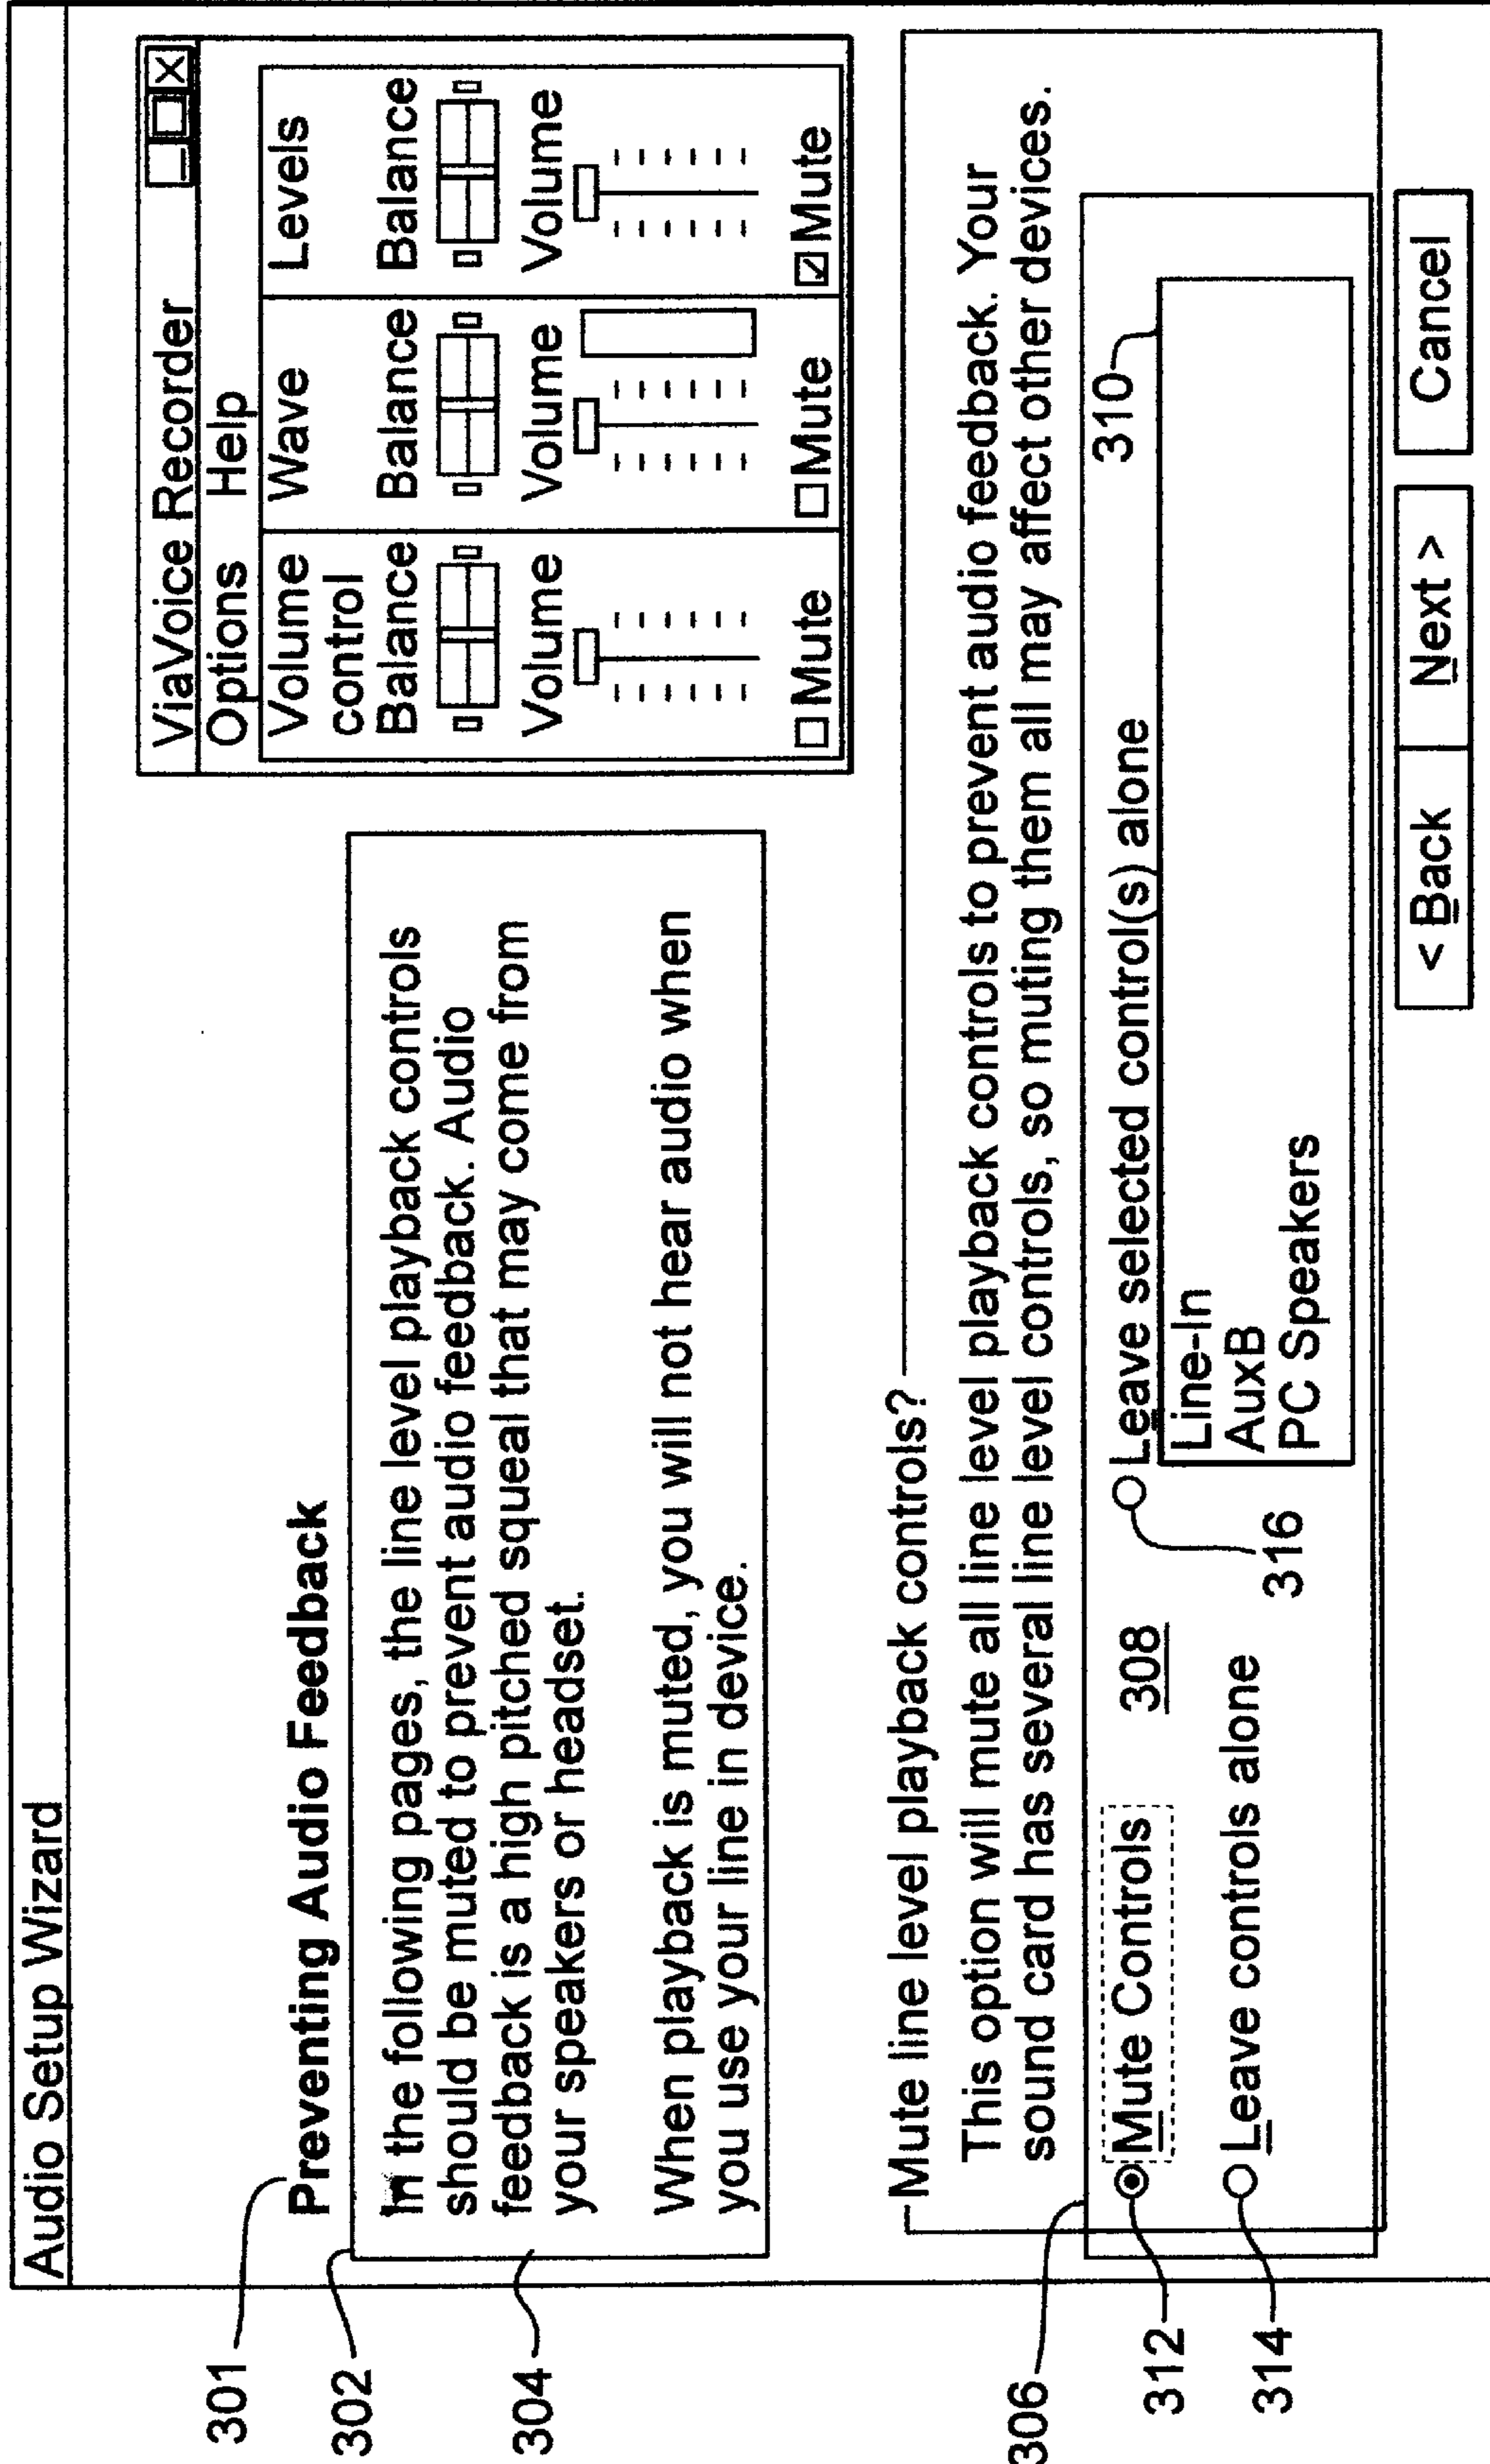 Audio Setup Wizard
301
Preventing Audio Feedback
302
In the following pages, the line level playback controls
should be muted to prevent audio feedback. Audio
feedback is a high pitched squeal that may come from
your speakers or headset.
304
When playback is muted, you will not hear audio when
you use your line in device.
ViaVoice Recorder
Options Help
Volume control
Balance
Volume
Mute
Wave
Balance
Volume
Mute
Levels
Balance
Volume
Mute
Mute line level playback controls?
This option will mute all line level playback controls to prevent audio feedback. Your
sound card has several line level controls, so muting them all may affect other devices.
306
312
Mute Controls
308
Leave selected control(s) alone
310
314
Leave controls alone
316
Line-In
AuxB
PC Speakers
< Back
Next >
Cancel